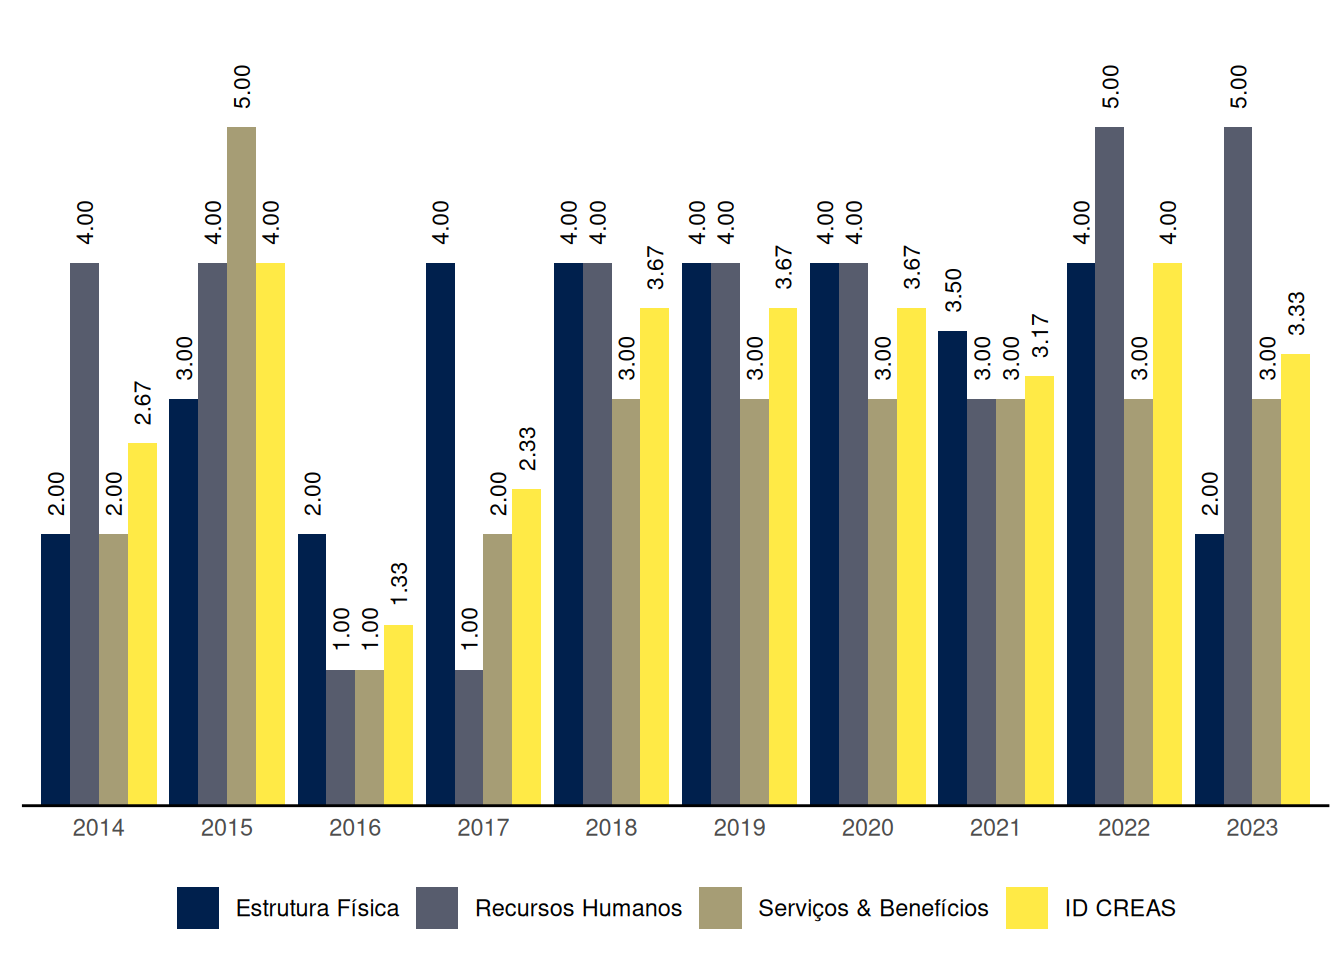 2.00 4.00 2.00 2.67
3.00 4.00 5.00 4.00
2.00 1.00 1.00 1.33
4.00 1.00 2.00 2.33
4.00 4.00 3.00 3.67
4.00 4.00 3.00 3.67
4.00 4.00 3.00 3.67
3.50 3.00 3.00 3.17
4.00 5.00 3.00 4.00
2.00 5.00 3.00 3.33
2014 2015 2016 2017 2018 2019 2020 2021 2022 2023
Estrutura Física Recursos Humanos Serviços & Benefícios ID CREAS